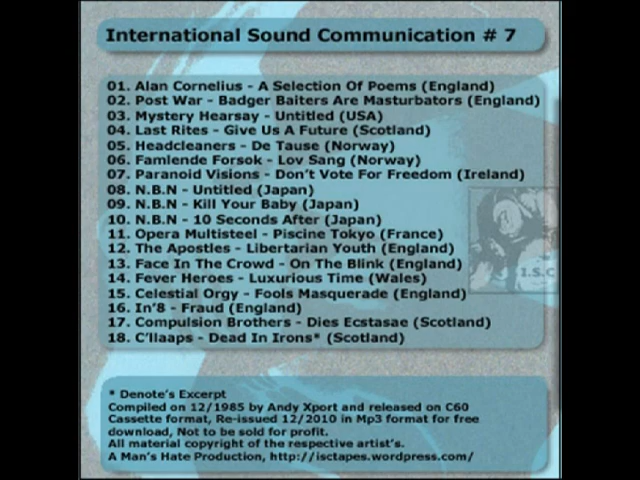 International Sound Communication # 7
01. Alan Cornelius - A Selection Of Poems (England)
02. Post War - Badger Baiters Are Masturbators (England)
03. Mystery Hearsay - Untitled (USA)
04. Last Rites - Give Us A Future (Scotland)
05. Headcleaners - De Tause (Norway)
06. Famlende Forsok - Lov Sang (Norway)
07. Paranoid Visions - Don't Vote For Freedom (Ireland)
08. N.B.N - Untitled (Japan)
09. N.B.N - Kill Your Baby (Japan)
10. N.B.N - 10 Seconds After (Japan)
11. Opera Multisteel - Piscine Tokyo (France)
12. The Apostles - Libertarian Youth (England)
13. Face In The Crowd - On The Blink (England)
14. Fever Heroes - Luxurious Time (Wales)
15. Celestial Orgy - Fools Masquerade (England)
16. In'8 - Fraud (England)
17. Compulsion Brothers - Dies Ecstasae (Scotland)
18. C'llaaps - Dead In Irons* (Scotland)
I.S.C
* Denote's Excerpt
Compiled on 12/1985 by Andy Xport and released on C60
Cassette format, Re-issued 12/2010 in Mp3 format for free
download, Not to be sold for profit.
All material copyright of the respective artist's.
A Man's Hate Production, http://isctapes.wordpress.com/